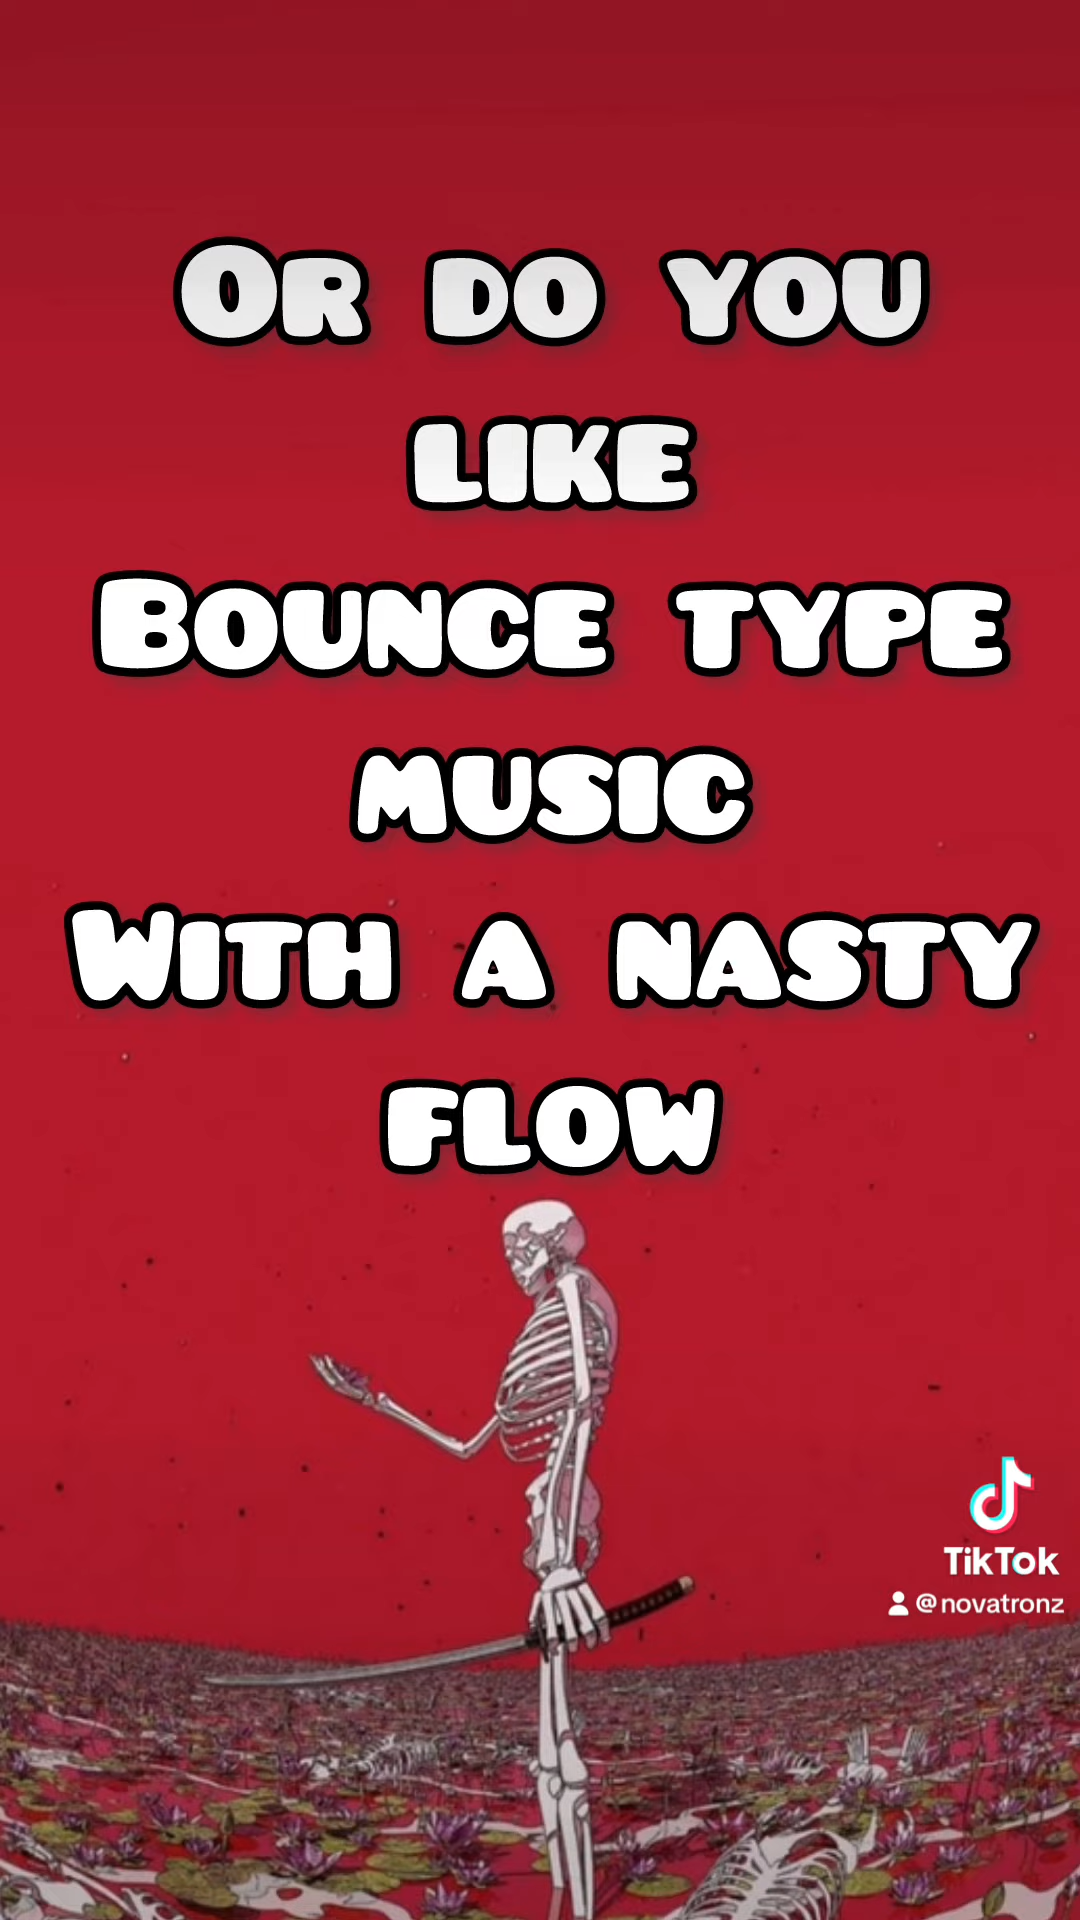 Or do you
like
Bounce type
music
With a nasty
flow
TikTok
@novatronz